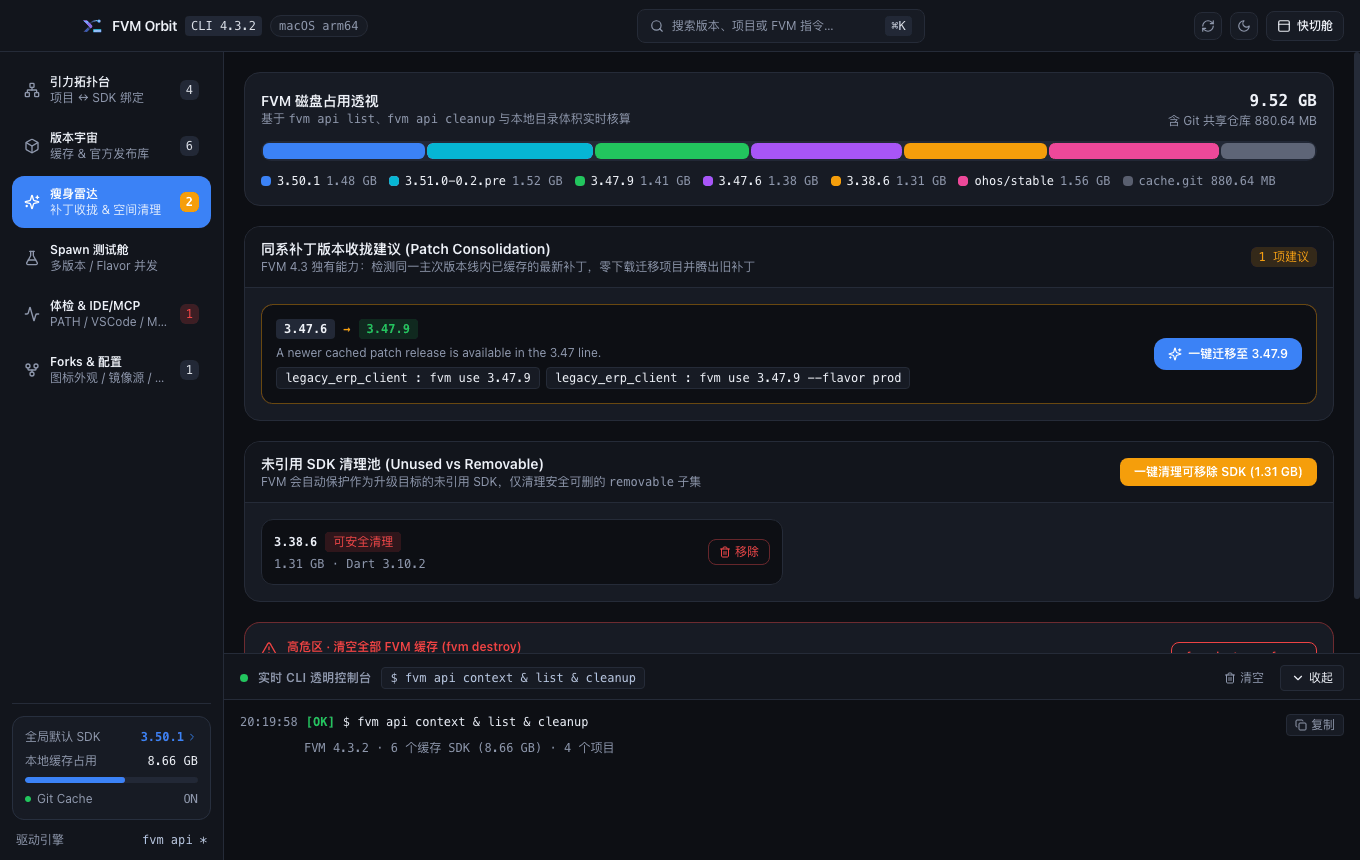 FVM Orbit CLI 4.3.2 macOS arm64
搜索版本、项目或 FVM 指令... ⌘K
快切舱
引力拓扑台
项目 ↔ SDK 绑定
4
版本宇宙
缓存 & 官方发布库
6
瘦身雷达
补丁收拢 & 空间清理
2
Spawn 测试舱
多版本 / Flavor 并发
体检 & IDE/MCP
PATH / VSCode / M...
1
Forks & 配置
图标外观 / 镜像源 / ...
1
全局默认 SDK 3.50.1 ›
本地缓存占用 8.66 GB
Git Cache ON
驱动引擎 fvm api *
FVM 磁盘占用透视
基于 fvm api list、fvm api cleanup 与本地目录体积实时核算
9.52 GB
含 Git 共享仓库 880.64 MB
3.50.1 1.48 GB 3.51.0-0.2.pre 1.52 GB 3.47.9 1.41 GB 3.47.6 1.38 GB 3.38.6 1.31 GB ohos/stable 1.56 GB cache.git 880.64 MB
同系补丁版本收拢建议 (Patch Consolidation)
FVM 4.3 独有能力：检测同一主次版本线内已缓存的最新补丁，零下载迁移项目并腾出旧补丁
1 项建议
3.47.6 → 3.47.9
A newer cached patch release is available in the 3.47 line.
legacy_erp_client : fvm use 3.47.9 legacy_erp_client : fvm use 3.47.9 --flavor prod
一键迁移至 3.47.9
未引用 SDK 清理池 (Unused vs Removable)
FVM 会自动保护作为升级目标的未引用 SDK，仅清理安全可删的 removable 子集
一键清理可移除 SDK (1.31 GB)
3.38.6 可安全清理
1.31 GB · Dart 3.10.2
移除
高危区 · 清空全部 FVM 缓存 (fvm destroy)
实时 CLI 透明控制台 $ fvm api context & list & cleanup
清空 收起
20:19:58 [OK] $ fvm api context & list & cleanup
FVM 4.3.2 · 6 个缓存 SDK (8.66 GB) · 4 个项目
复制